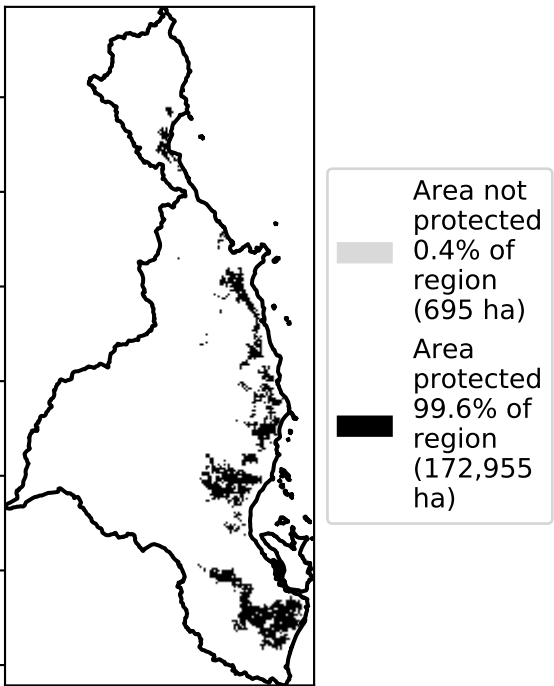 Area not
protected
0.4% of
region
(695 ha)
Area
protected
99.6% of
region
(172,955
ha)